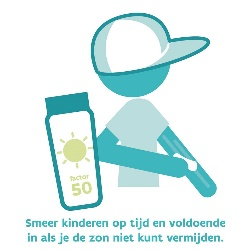 factor
50
Smeer kinderen op tijd en voldoende
in als je de zon niet kunt vermijden.